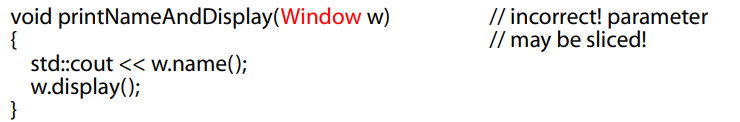 void printNameAndDisplay(Window w) // incorrect! parameter
{ // may be sliced!
std::cout << w.name();
w.display();
}